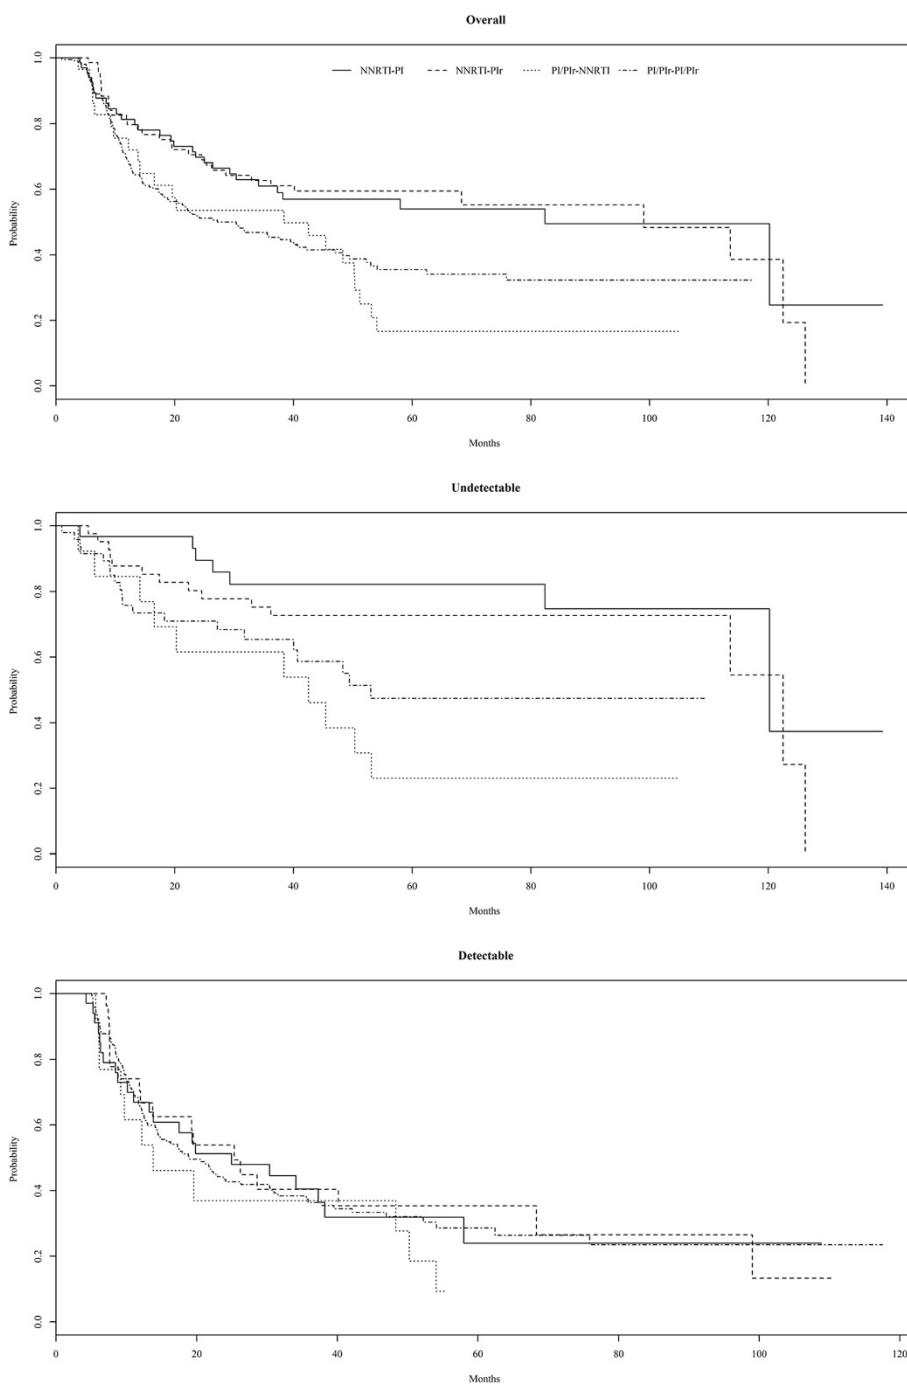 Overall
NNRTI-PI NNRTI-PIr PI/PIr-NNRTI PI/PIr-PI/PIr
Probability
1.0
0.8
0.6
0.4
0.2
0.0
0 20 40 60 80 100 120 140
Months
Undetectable
Probability
1.0
0.8
0.6
0.4
0.2
0.0
0 20 40 60 80 100 120 140
Months
Detectable
Probability
1.0
0.8
0.6
0.4
0.2
0.0
0 20 40 60 80 100 120
Months